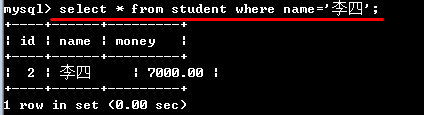 mysql> select * from student where name='李四';
+----+------+---------+
| id | name | money   |
+----+------+---------+
|  2 | 李四      | 7000.00 |
+----+------+---------+
1 row in set (0.00 sec)